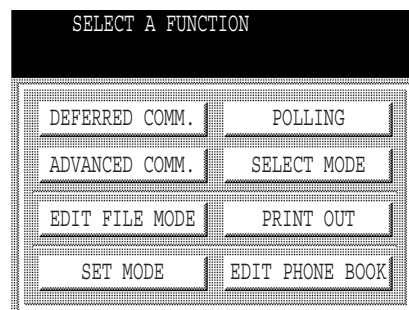 SELECT A FUNCTION
DEFERRED COMM. POLLING
ADVANCED COMM. SELECT MODE
EDIT FILE MODE PRINT OUT
SET MODE EDIT PHONE BOOK